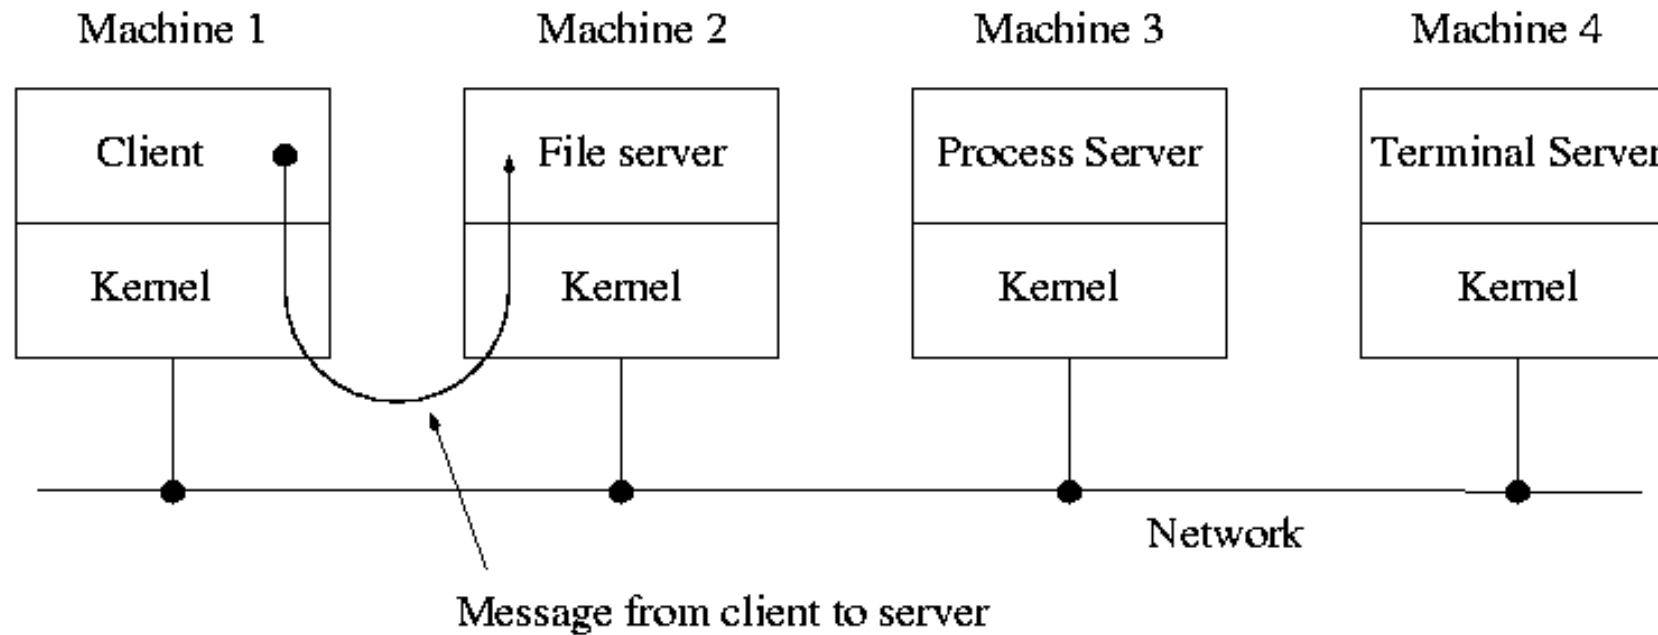 Machine 1
Machine 2
Machine 3
Machine 4
Client
File server
Process Server
Terminal Server
Kernel
Kernel
Kernel
Kernel
Network
Message from client to server